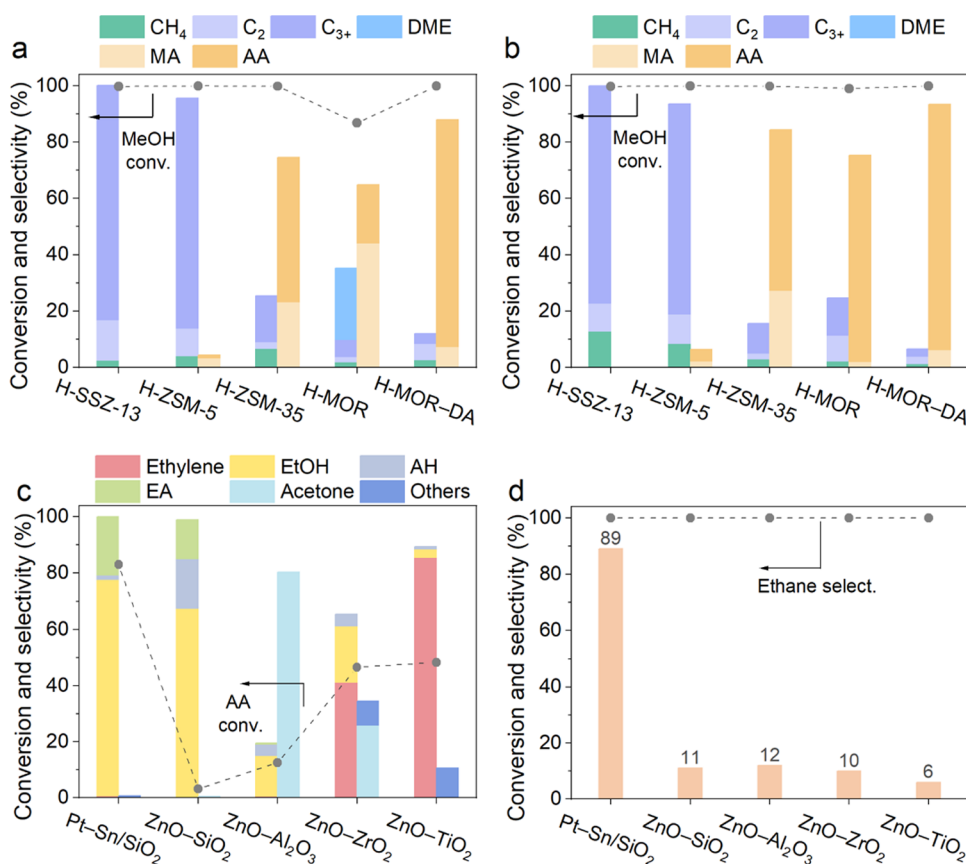 a
CH₄ C₂ C₃₊ DME
MA AA
Conversion and selectivity (%)
100
80
60
40
20
0
MeOH
conv.
H-SSZ-13
H-ZSM-5
H-ZSM-35
H-MOR
H-MOR–DA
b
CH₄ C₂ C₃₊ DME
MA AA
Conversion and selectivity (%)
100
80
60
40
20
0
MeOH
conv.
H-SSZ-13
H-ZSM-5
H-ZSM-35
H-MOR
H-MOR–DA
c
Ethylene EtOH AH
EA Acetone Others
Conversion and selectivity (%)
100
80
60
40
20
0
AA
conv.
Pt–Sn/SiO₂
ZnO–SiO₂
ZnO–Al₂O₃
ZnO–ZrO₂
ZnO–TiO₂
d
Conversion and selectivity (%)
100
80
60
40
20
0
89
11
12
10
6
Ethane select.
Pt–Sn/SiO₂
ZnO–SiO₂
ZnO–Al₂O₃
ZnO–ZrO₂
ZnO–TiO₂